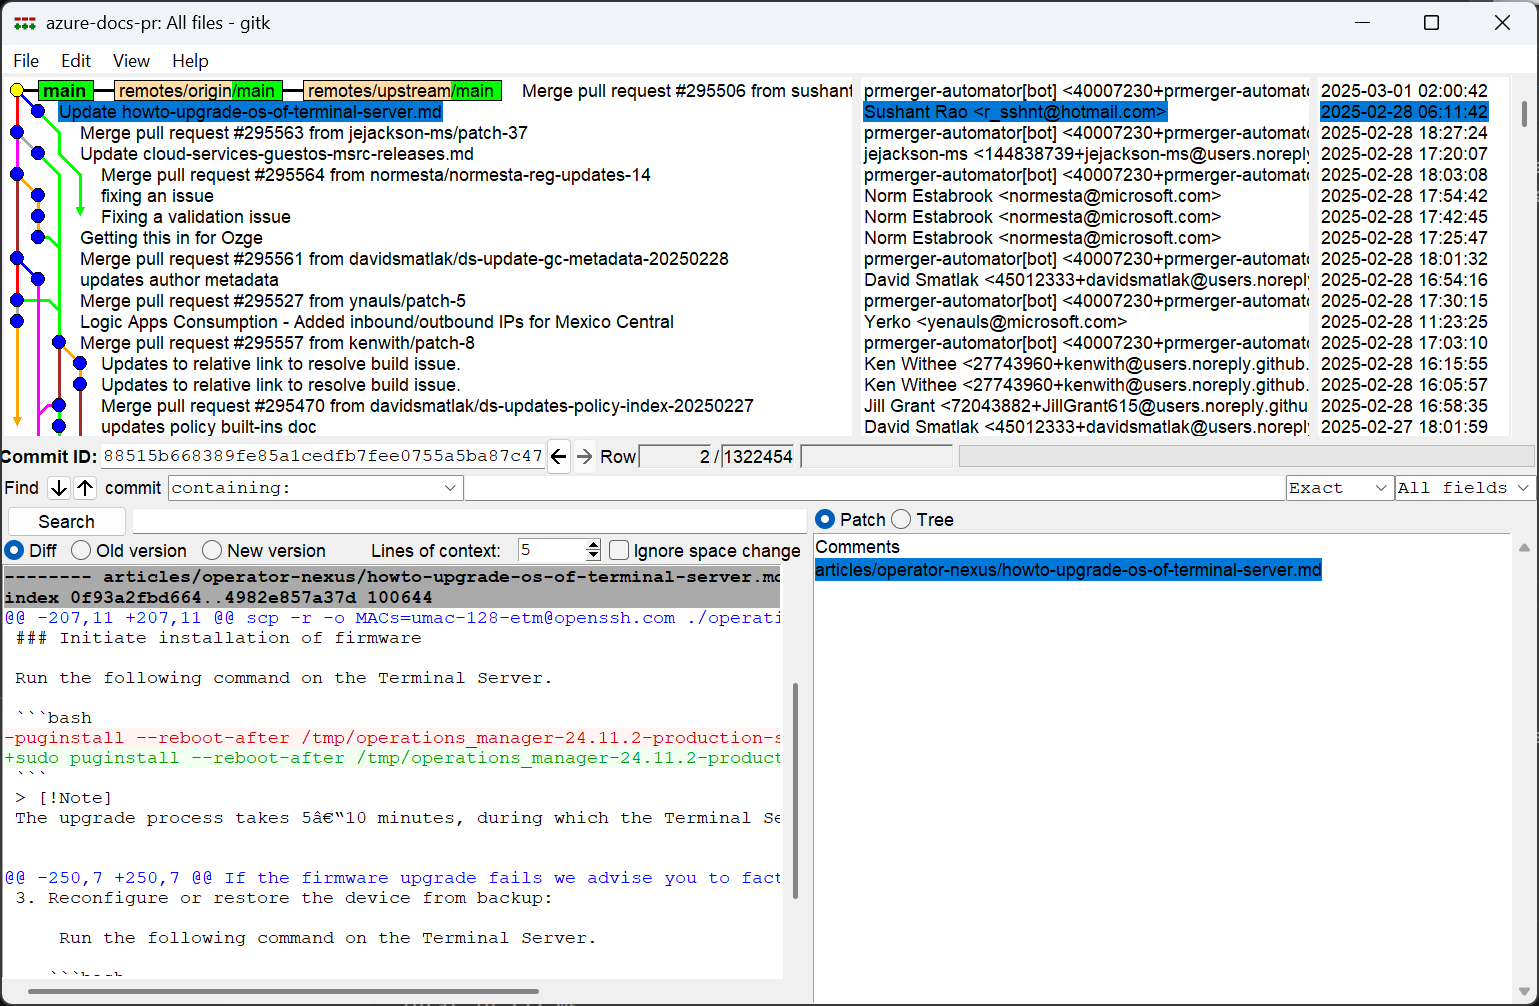 azure-docs-pr: All files - gitk
File Edit View Help
main remotes/origin/main remotes/upstream/main Merge pull request #295506 from sushant prmerger-automator[bot] <40007230+prmerger-automat 2025-03-01 02:00:42
Update howto-upgrade-os-of-terminal-server.md Sushant Rao <r_sshnt@hotmail.com> 2025-02-28 06:11:42
Merge pull request #295563 from jejackson-ms/patch-37 prmerger-automator[bot] <40007230+prmerger-automat 2025-02-28 18:27:24
Update cloud-services-guestos-msrc-releases.md jejackson-ms <144838739+jejackson-ms@users.noreply 2025-02-28 17:20:07
Merge pull request #295564 from normesta/normesta-reg-updates-14 prmerger-automator[bot] <40007230+prmerger-automat 2025-02-28 18:03:08
fixing an issue Norm Estabrook <normesta@microsoft.com> 2025-02-28 17:54:42
Fixing a validation issue Norm Estabrook <normesta@microsoft.com> 2025-02-28 17:42:45
Getting this in for Ozge Norm Estabrook <normesta@microsoft.com> 2025-02-28 17:25:47
Merge pull request #295561 from davidsmatlak/ds-update-gc-metadata-20250228 prmerger-automator[bot] <40007230+prmerger-automat 2025-02-28 18:01:32
updates author metadata David Smatlak <45012333+davidsmatlak@users.noreply 2025-02-28 16:54:16
Merge pull request #295527 from ynauls/patch-5 prmerger-automator[bot] <40007230+prmerger-automat 2025-02-28 17:30:15
Logic Apps Consumption - Added inbound/outbound IPs for Mexico Central Yerko <yenauls@microsoft.com> 2025-02-28 11:23:25
Merge pull request #295557 from kenwith/patch-8 prmerger-automator[bot] <40007230+prmerger-automat 2025-02-28 17:03:10
Updates to relative link to resolve build issue. Ken Withee <27743960+kenwith@users.noreply.github. 2025-02-28 16:15:55
Updates to relative link to resolve build issue. Ken Withee <27743960+kenwith@users.noreply.github. 2025-02-28 16:05:57
Merge pull request #295470 from davidsmatlak/ds-updates-policy-index-20250227 Jill Grant <72043882+JillGrant615@users.noreply.githu 2025-02-28 16:58:35
updates policy built-ins doc David Smatlak <45012333+davidsmatlak@users.noreply 2025-02-27 18:01:59
Commit ID: 88515b668389fe85a1cedfb7fee0755a5ba87c47 Row 2 / 1322454
Find commit containing: Exact All fields
Search
Diff Old version New version Lines of context: 5 Ignore space change
-------- articles/operator-nexus/howto-upgrade-os-of-terminal-server.md
index 0f93a2fbd664..4982e857a37d 100644
@@ -207,11 +207,11 @@ scp -r -o MACs=umac-128-etm@openssh.com ./operati
### Initiate installation of firmware
Run the following command on the Terminal Server.
```bash
-puginstall --reboot-after /tmp/operations_manager-24.11.2-production-s
+sudo puginstall --reboot-after /tmp/operations_manager-24.11.2-product
```
> [!Note]
The upgrade process takes 5â€“10 minutes, during which the Terminal Se
@@ -250,7 +250,7 @@ If the firmware upgrade fails we advise you to fact
3. Reconfigure or restore the device from backup:
Run the following command on the Terminal Server.
```bash
Patch Tree
Comments
articles/operator-nexus/howto-upgrade-os-of-terminal-server.md